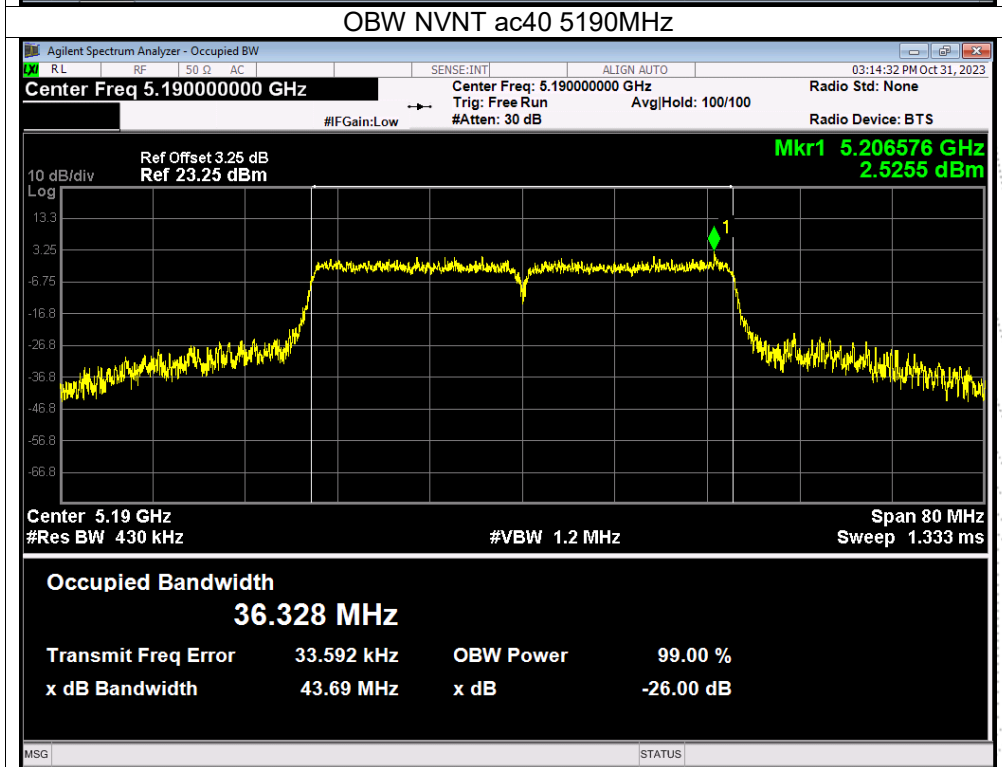 OBW NVNT ac40 5190MHz
Agilent Spectrum Analyzer - Occupied BW
LXI RL RF 50 Ω AC SENSE:INT ALIGN AUTO 03:14:32 PM Oct 31, 2023
Center Freq 5.190000000 GHz Center Freq: 5.190000000 GHz Radio Std: None
Trig: Free Run Avg|Hold: 100/100
#IFGain:Low #Atten: 30 dB Radio Device: BTS
Mkr1 5.206576 GHz
2.5255 dBm
Ref Offset 3.25 dB
10 dB/div Ref 23.25 dBm
Log
13.3
3.25
1
-6.75
-16.8
-26.8
-36.8
-46.8
-56.8
-66.8
Center 5.19 GHz Span 80 MHz
#Res BW 430 kHz #VBW 1.2 MHz Sweep 1.333 ms
Occupied Bandwidth
36.328 MHz
Transmit Freq Error 33.592 kHz OBW Power 99.00 %
x dB Bandwidth 43.69 MHz x dB -26.00 dB
MSG STATUS